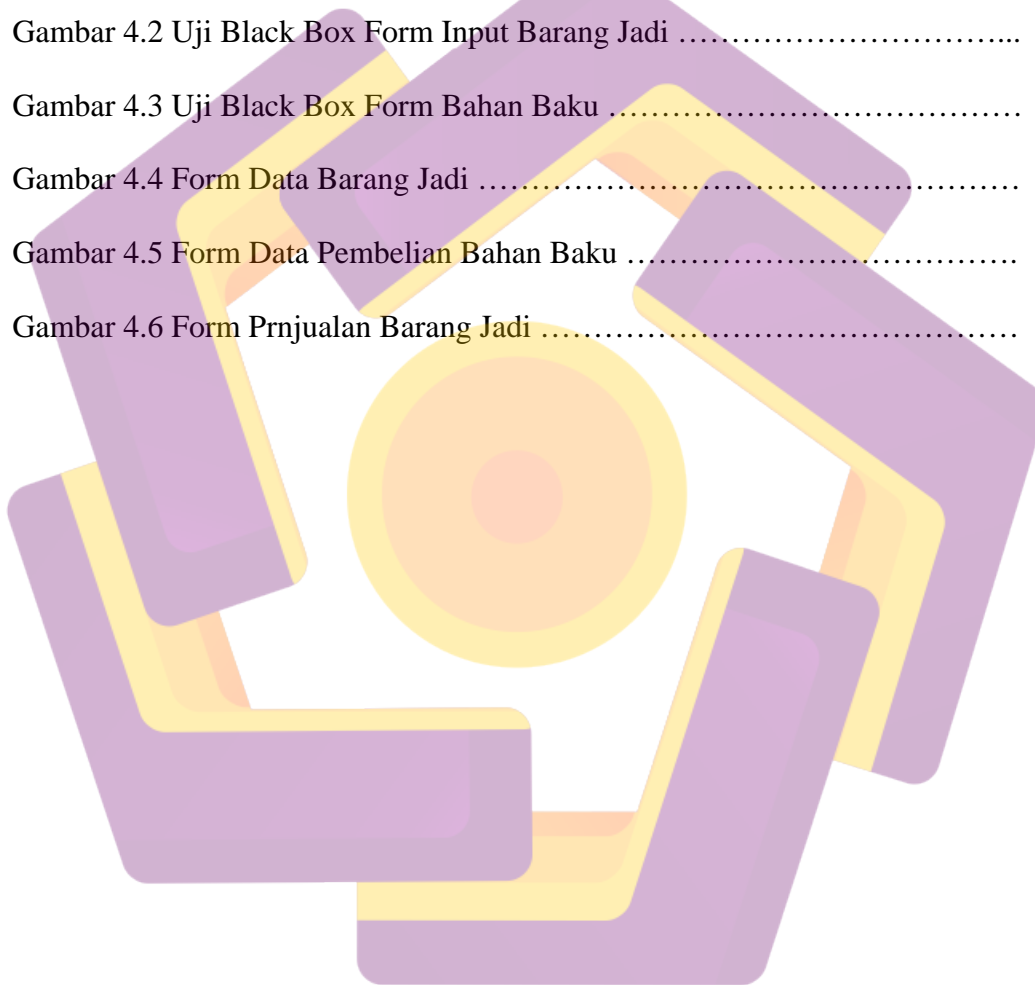 Gambar 4.2 Uji Black Box Form Input Barang Jadi …………………………...
Gambar 4.3 Uji Black Box Form Bahan Baku …………………………………
Gambar 4.4 Form Data Barang Jadi ……………………………………………
Gambar 4.5 Form Data Pembelian Bahan Baku ……………………………….
Gambar 4.6 Form Prnjualan Barang Jadi ………………………………………